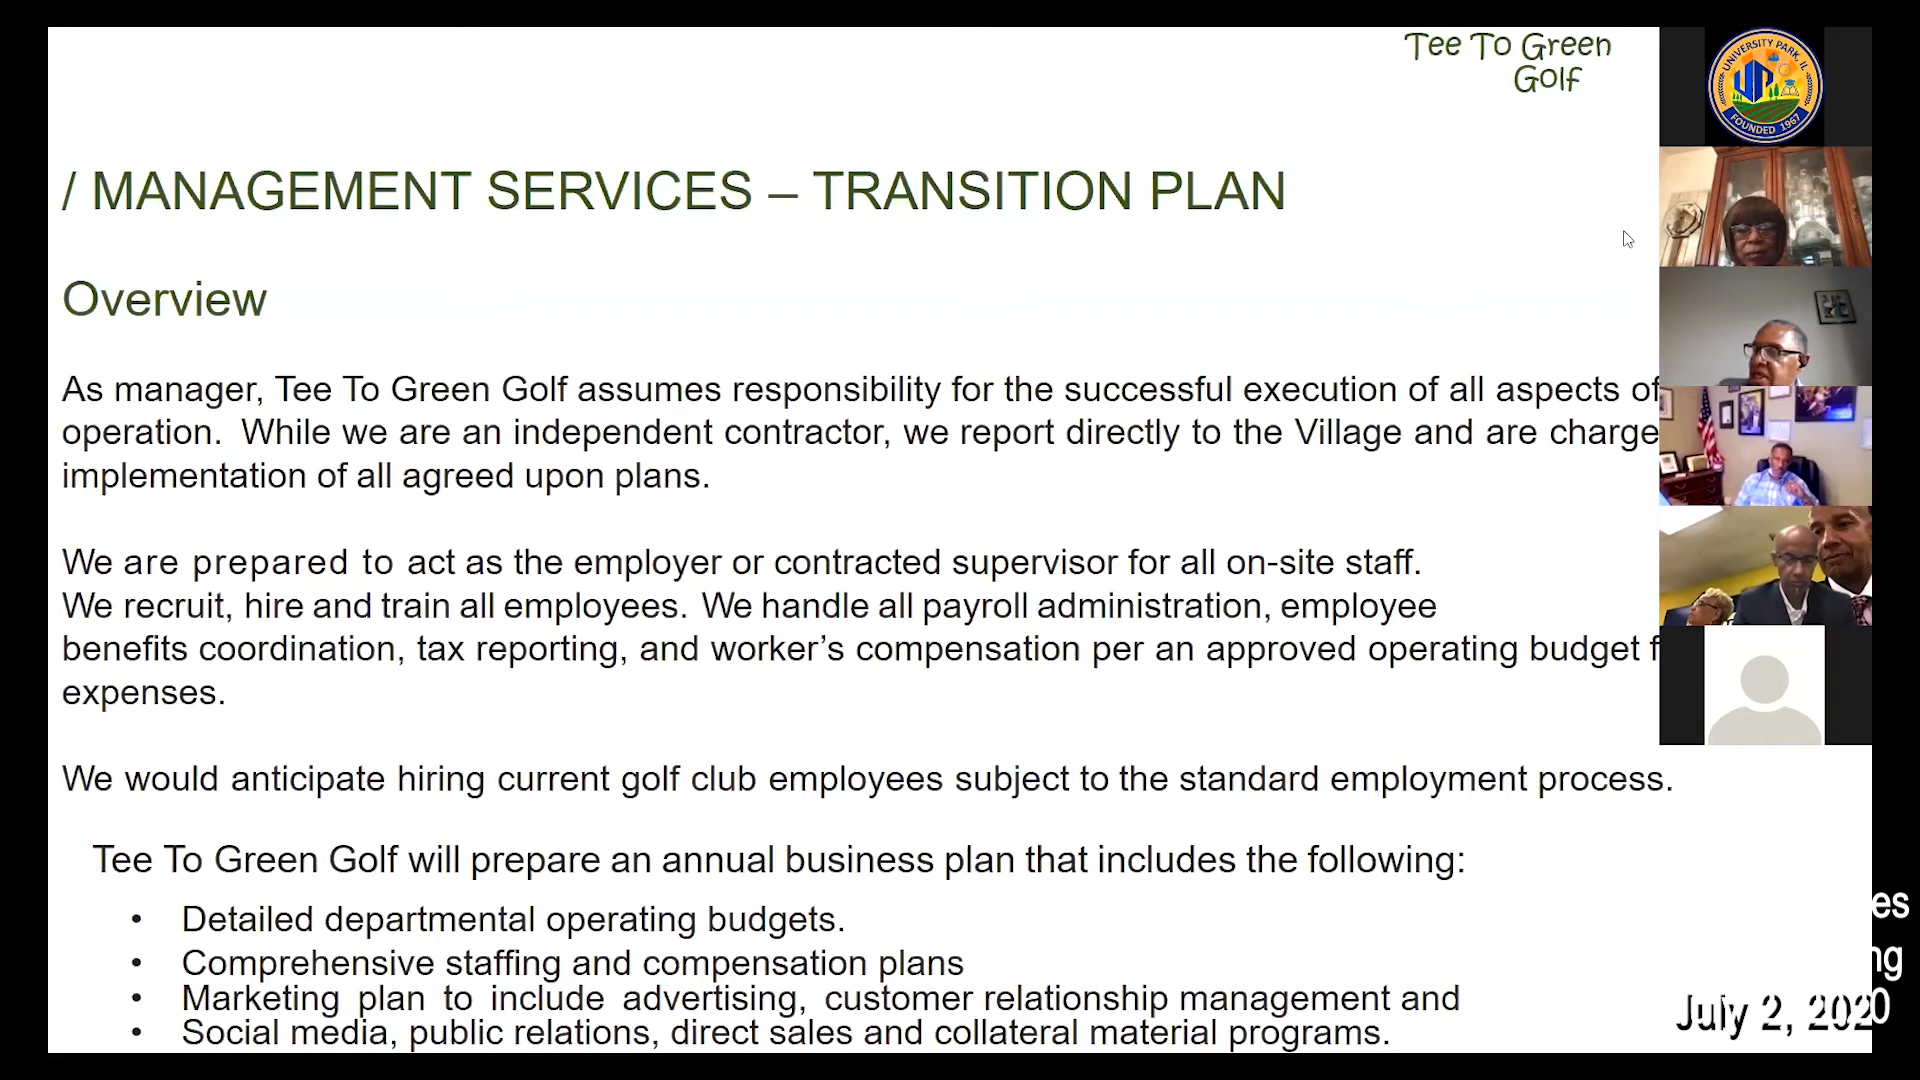 Tee To Green
Golf
UNIVERSITY PARK, IL
UP
FOUNDED 1967
/ MANAGEMENT SERVICES – TRANSITION PLAN
Overview
As manager, Tee To Green Golf assumes responsibility for the successful execution of all aspects of
operation. While we are an independent contractor, we report directly to the Village and are charge
implementation of all agreed upon plans.
We are prepared to act as the employer or contracted supervisor for all on-site staff.
We recruit, hire and train all employees. We handle all payroll administration, employee
benefits coordination, tax reporting, and worker’s compensation per an approved operating budget f
expenses.
We would anticipate hiring current golf club employees subject to the standard employment process.
Tee To Green Golf will prepare an annual business plan that includes the following:
• Detailed departmental operating budgets.
• Comprehensive staffing and compensation plans
• Marketing plan to include advertising, customer relationship management and
• Social media, public relations, direct sales and collateral material programs.
es
ng
July 2, 2020